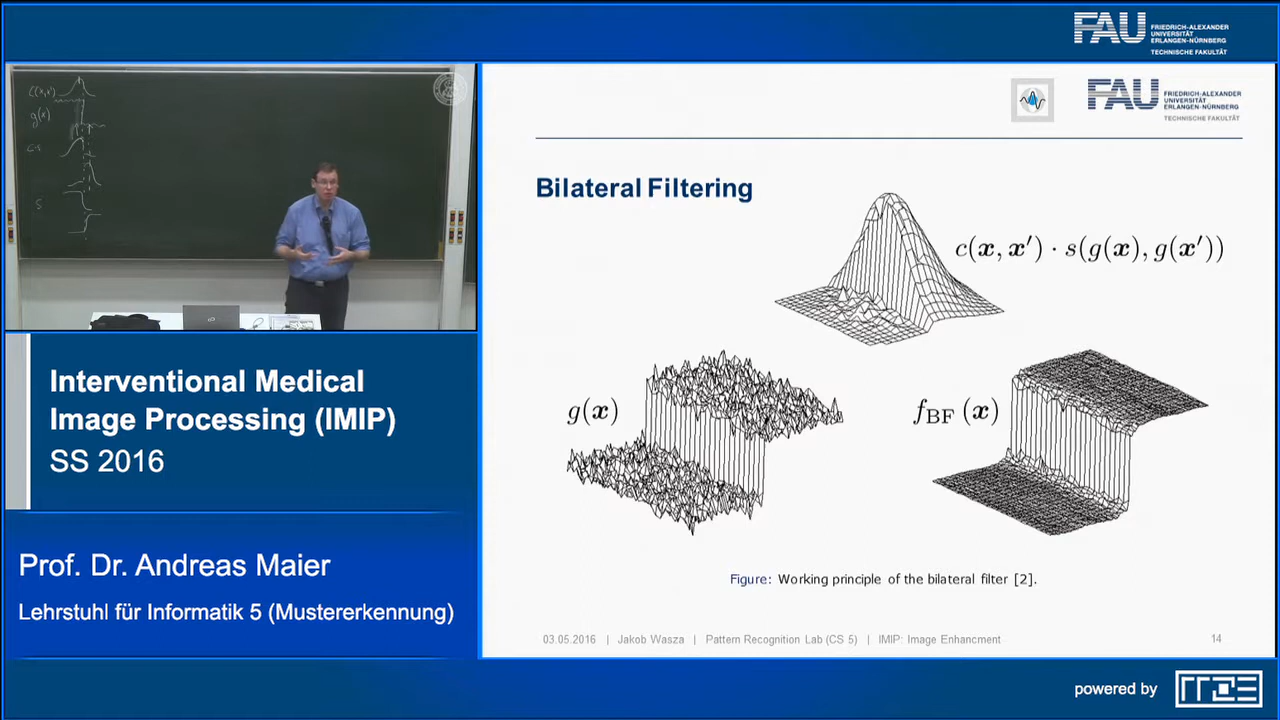 FAU
FRIEDRICH-ALEXANDER
UNIVERSITÄT
ERLANGEN-NÜRNBERG
TECHNISCHE FAKULTÄT
FAU
FRIEDRICH-ALEXANDER
UNIVERSITÄT
ERLANGEN-NÜRNBERG
TECHNISCHE FAKULTÄT
g(x)
s
Bilateral Filtering
c(x, x′) · s(g(x), g(x′))
g(x)
f_BF (x)
Figure: Working principle of the bilateral filter [2].
03.05.2016 | Jakob Wasza | Pattern Recognition Lab (CS 5) | IMIP: Image Enhancment
14
Interventional Medical
Image Processing (IMIP)
SS 2016
Prof. Dr. Andreas Maier
Lehrstuhl für Informatik 5 (Mustererkennung)
powered by